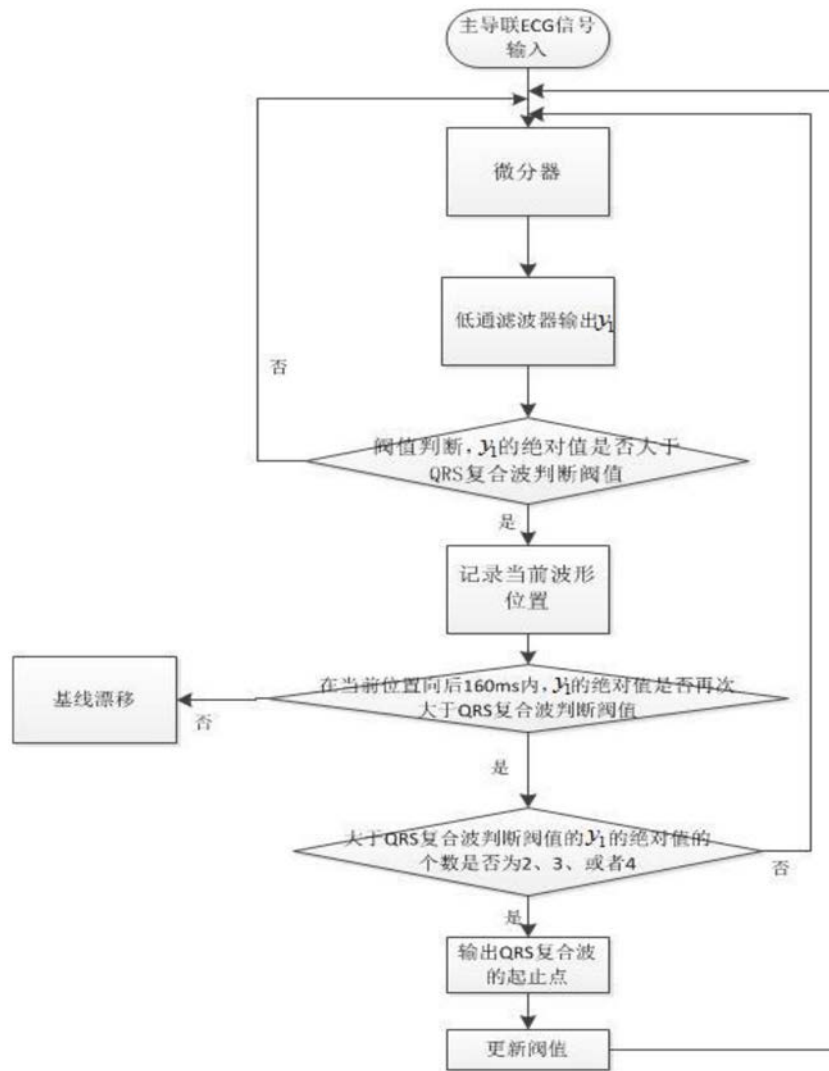 主导联ECG信号
输入
微分器
低通滤波器输出y₁
否
阀值判断，y₁的绝对值是否大于
QRS复合波判断阀值
是
记录当前波形
位置
在当前位置向后160ms内，y₁的绝对值是否再次
大于QRS复合波判断阀值
基线漂移
否
是
大于QRS复合波判断阀值的y₁的绝对值的
个数是否为2、3、或者4
否
是
输出QRS复合波
的起止点
更新阀值